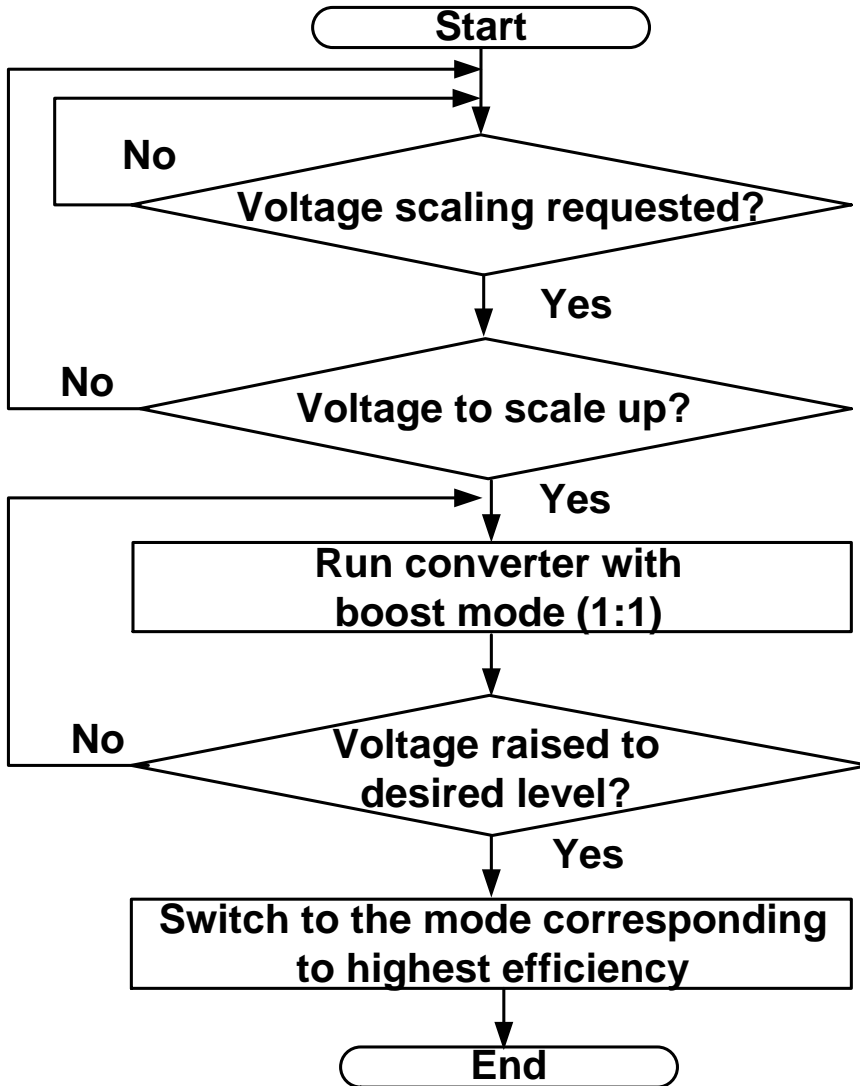 Start
No
Voltage scaling requested?
Yes
No
Voltage to scale up?
Yes
Run converter with
boost mode (1:1)
No
Voltage raised to
desired level?
Yes
Switch to the mode corresponding
to highest efficiency
End